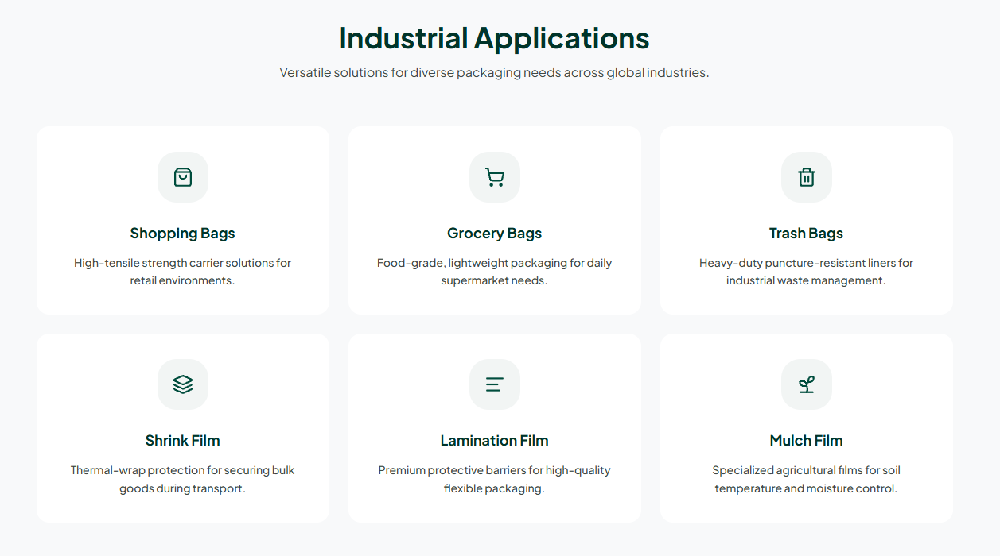 Industrial Applications
Versatile solutions for diverse packaging needs across global industries.
Shopping Bags
High-tensile strength carrier solutions for
retail environments.
Grocery Bags
Food-grade, lightweight packaging for daily
supermarket needs.
Trash Bags
Heavy-duty puncture-resistant liners for
industrial waste management.
Shrink Film
Thermal-wrap protection for securing bulk
goods during transport.
Lamination Film
Premium protective barriers for high-quality
flexible packaging.
Mulch Film
Specialized agricultural films for soil
temperature and moisture control.